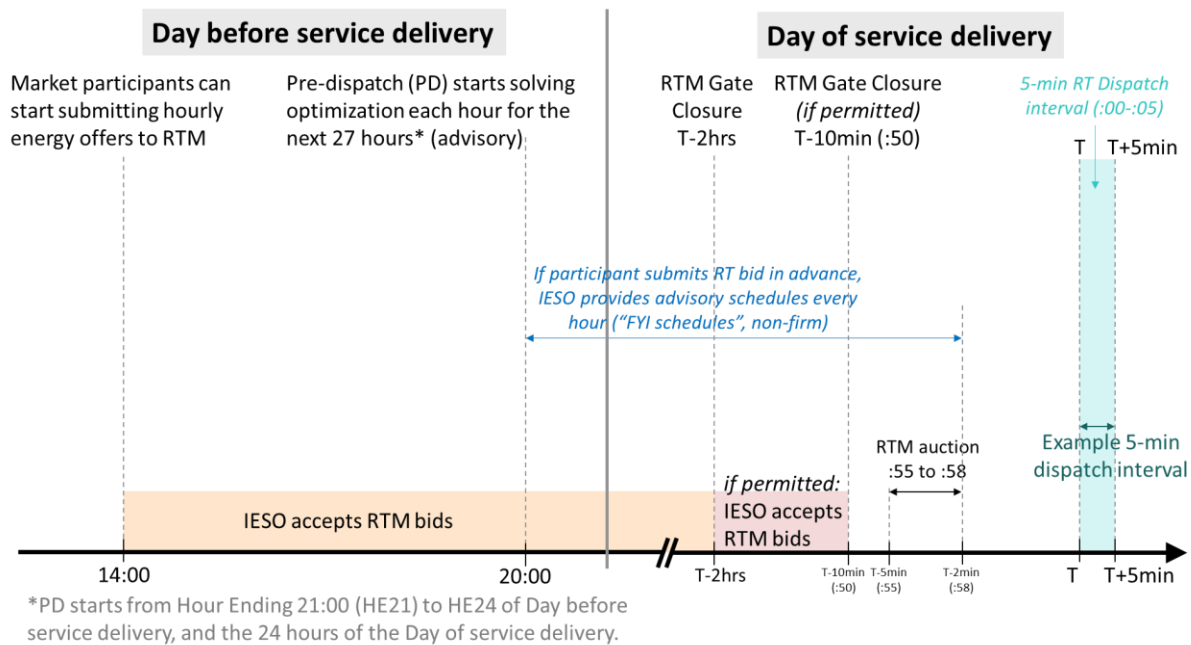 Day before service delivery
Day of service delivery
Market participants can
start submitting hourly
energy offers to RTM
Pre-dispatch (PD) starts solving
optimization each hour for the
next 27 hours* (advisory)
RTM Gate
Closure
T-2hrs
RTM Gate Closure
(if permitted)
T-10min (:50)
5-min RT Dispatch
interval (:00-:05)
T
T+5min
If participant submits RT bid in advance,
IESO provides advisory schedules every
hour (“FYI schedules”, non-firm)
RTM auction
:55 to :58
Example 5-min
dispatch interval
IESO accepts RTM bids
if permitted:
IESO accepts
RTM bids
14:00
20:00
T-2hrs
T-10min
(:50)
T-5min
(:55)
T-2min
(:58)
T
T+5min
*PD starts from Hour Ending 21:00 (HE21) to HE24 of Day before
service delivery, and the 24 hours of the Day of service delivery.